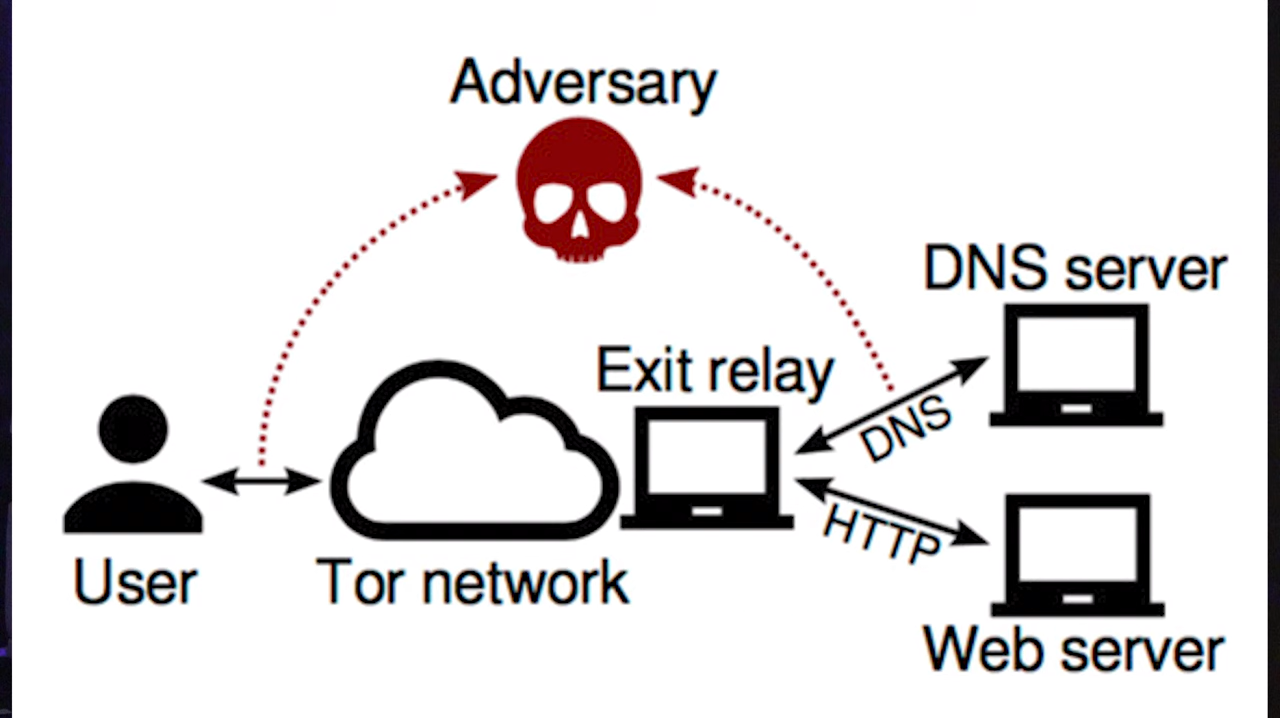 Adversary
DNS server
Exit relay
DNS
HTTP
User
Tor network
Web server